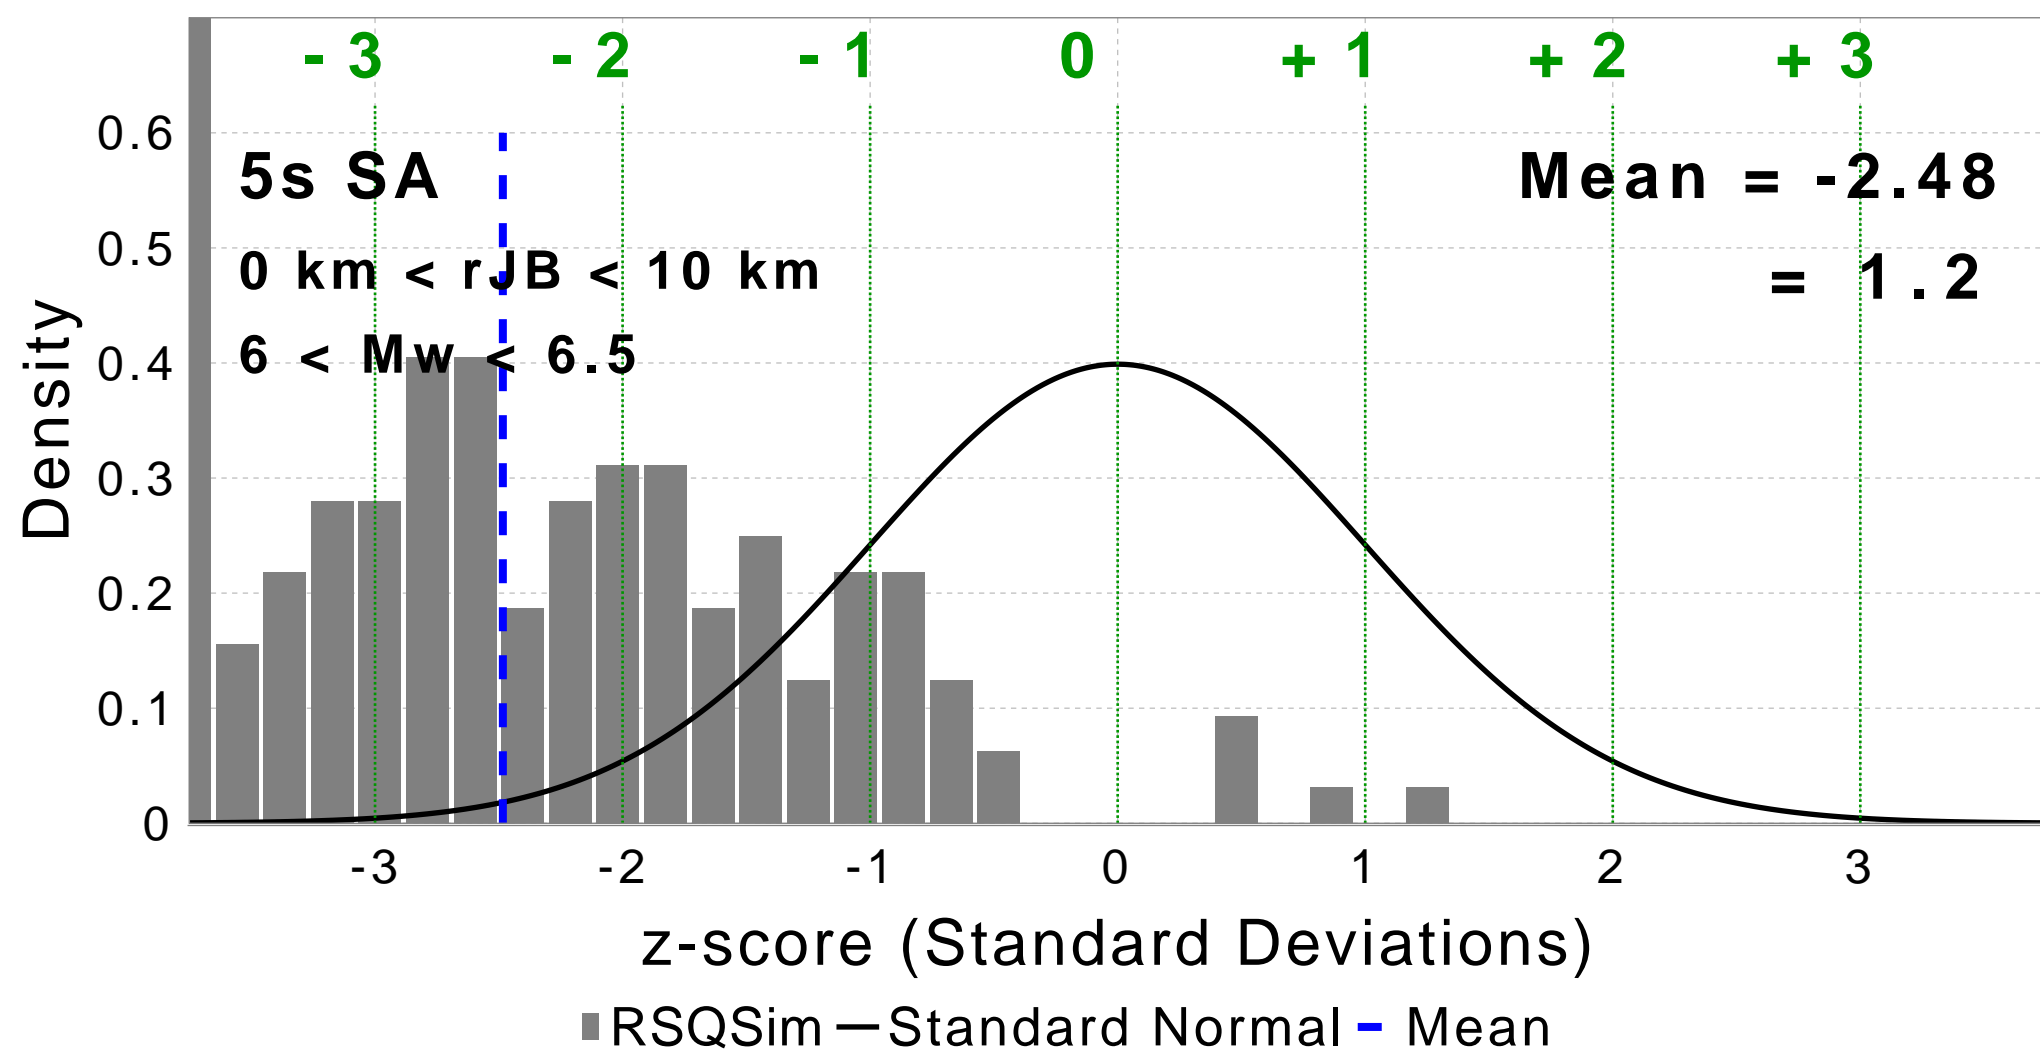 - 3 - 2 - 1 0 + 1 + 2 + 3
0.6
0.5
0.4
0.3
0.2
0.1
0
Density
5s SA
0 km < rJB < 10 km
6 < Mw < 6.5
Mean = -2.48
= 1.2
-3 -2 -1 0 1 2 3
z-score (Standard Deviations)
RSQSim Standard Normal Mean